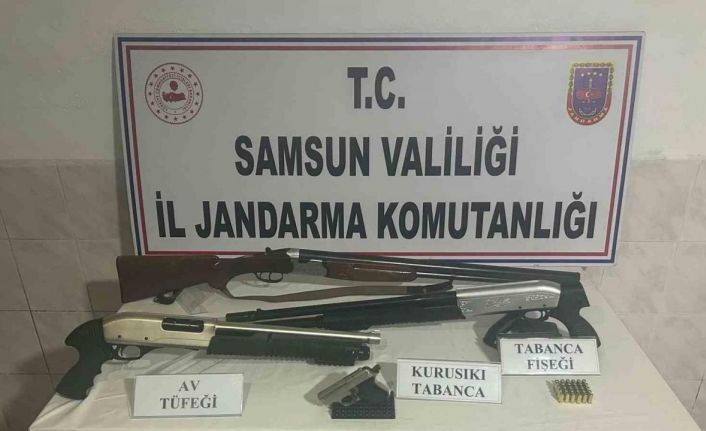 T.C.
SAMSUN VALİLİĞİ
İL JANDARMA KOMUTANLIĞI
AV
TÜFEĞİ
KURUSIKI
TABANCA
TABANCA
FİŞEĞİ